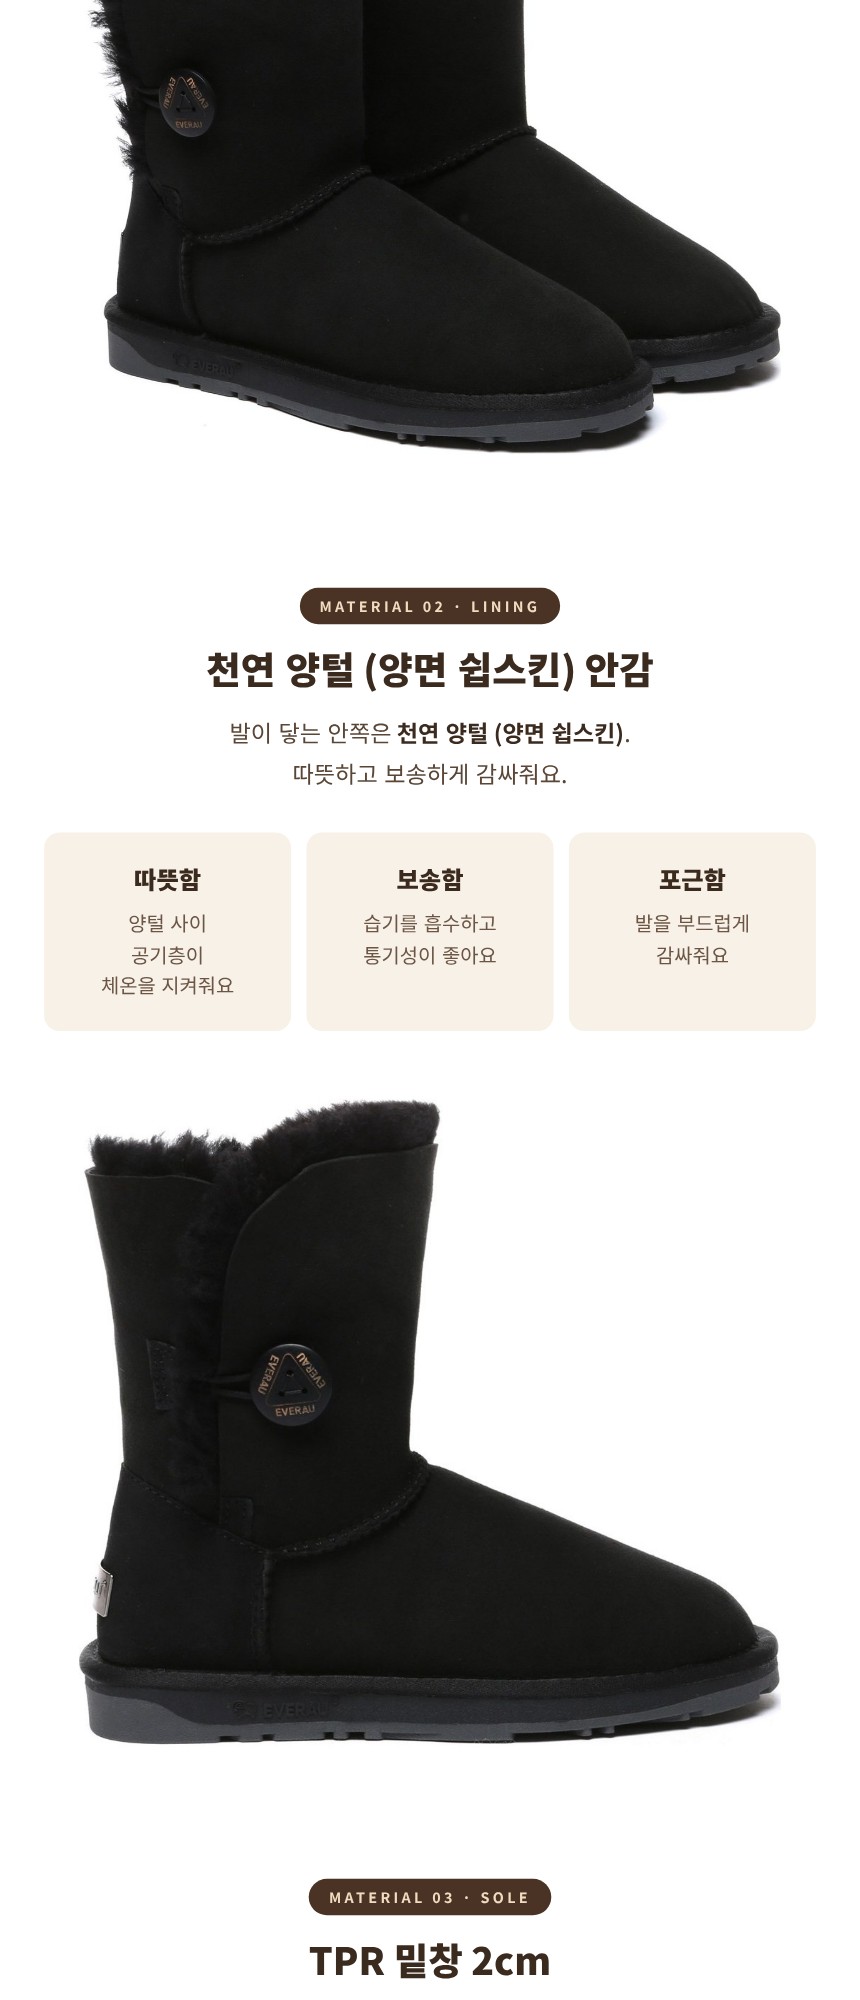 EVERAU
EVERAU
EVERAU
EVERAU
MATERIAL 02 · LINING
천연 양털 (양면 쉽스킨) 안감
발이 닿는 안쪽은 천연 양털 (양면 쉽스킨).
따뜻하고 보송하게 감싸줘요.
따뜻함
양털 사이
공기층이
체온을 지켜줘요
보송함
습기를 흡수하고
통기성이 좋아요
포근함
발을 부드럽게
감싸줘요
EVERAU
EVERAU
EVERAU
EVERAU
MATERIAL 03 · SOLE
TPR 밑창 2cm